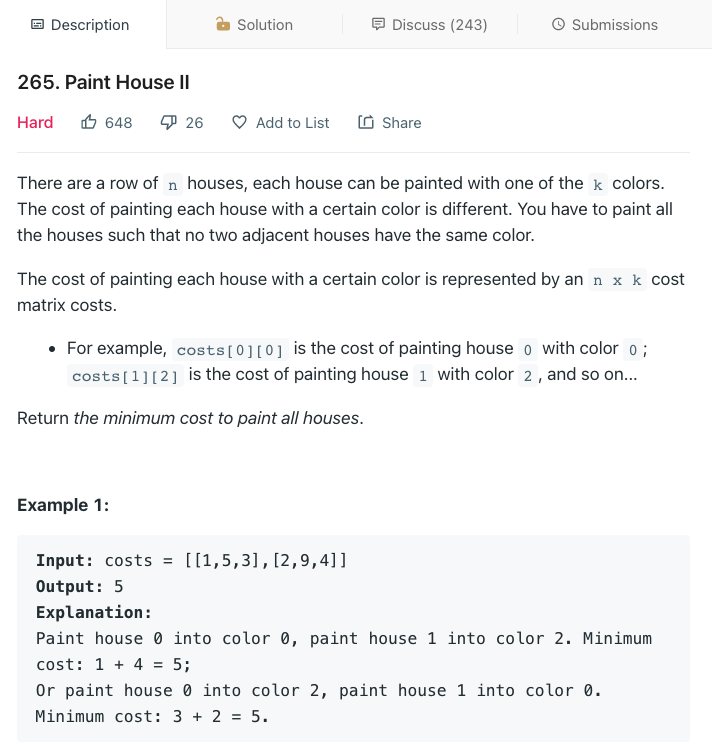 Description
Solution
Discuss (243)
Submissions
265. Paint House II
Hard
648
26
Add to List
Share
There are a row of n houses, each house can be painted with one of the k colors.
The cost of painting each house with a certain color is different. You have to paint all
the houses such that no two adjacent houses have the same color.
The cost of painting each house with a certain color is represented by an n x k cost
matrix costs.
• For example, costs[0][0] is the cost of painting house 0 with color 0;
costs[1][2] is the cost of painting house 1 with color 2, and so on...
Return the minimum cost to paint all houses.
Example 1:
Input: costs = [[1,5,3],[2,9,4]]
Output: 5
Explanation:
Paint house 0 into color 0, paint house 1 into color 2. Minimum
cost: 1 + 4 = 5;
Or paint house 0 into color 2, paint house 1 into color 0.
Minimum cost: 3 + 2 = 5.